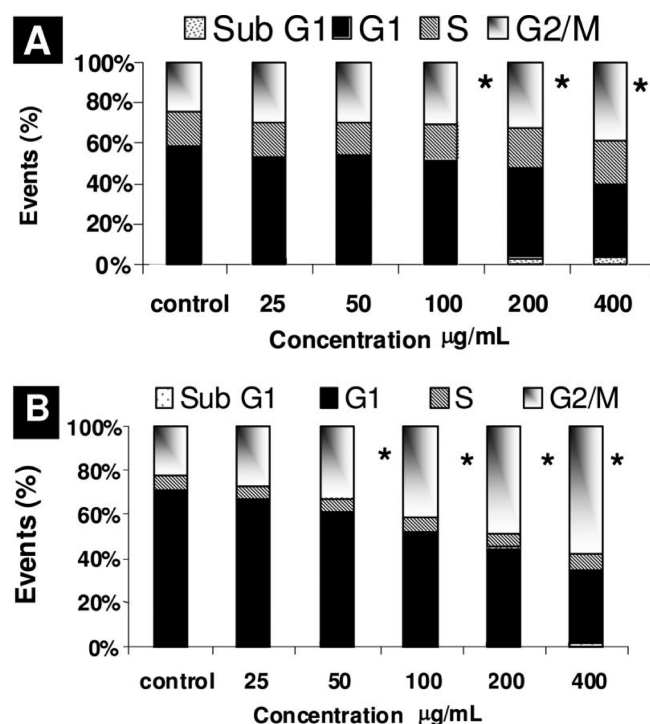 A
Sub G1 G1 S G2/M
Events (%)
100%
80%
60%
40%
20%
0%
* * *
control 25 50 100 200 400
Concentration µg/mL
B
Sub G1 G1 S G2/M
Events (%)
100%
80%
60%
40%
20%
0%
* * * *
control 25 50 100 200 400
Concentration µg/mL